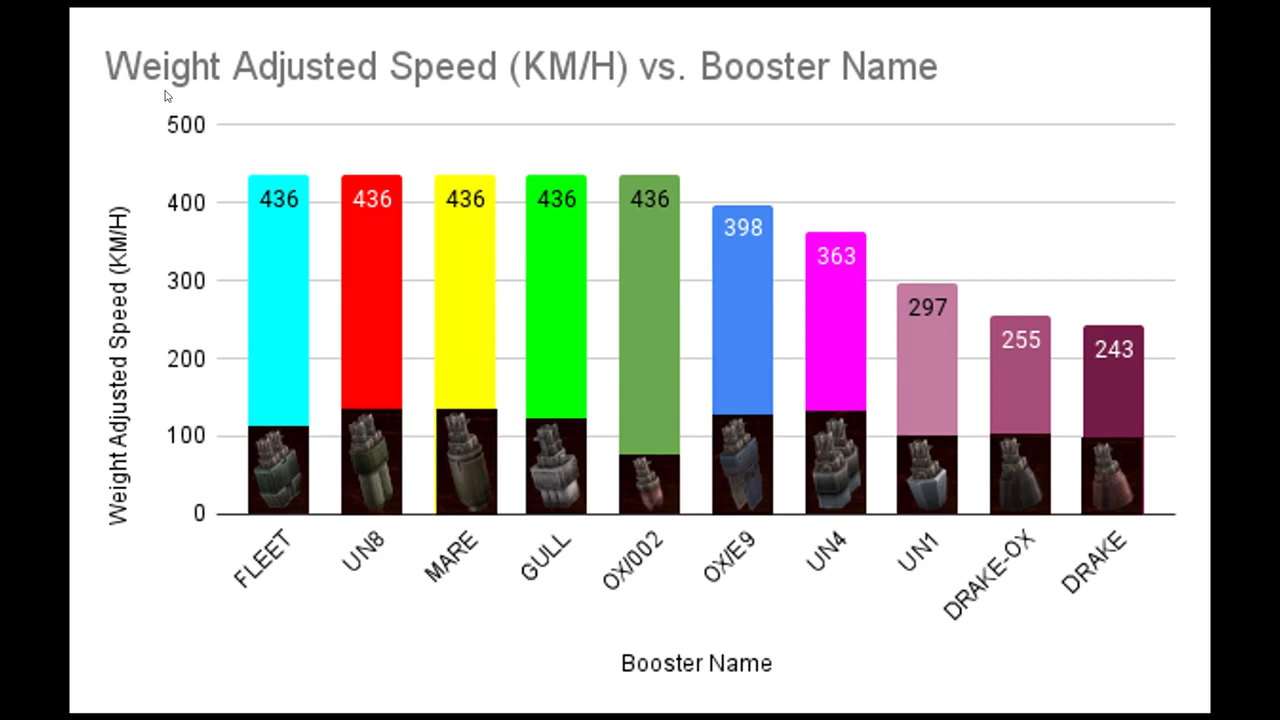 Weight Adjusted Speed (KM/H) vs. Booster Name
Weight Adjusted Speed (KM/H)
500
400
300
200
100
0
436
436
436
436
436
398
363
297
255
243
FLEET
UN8
MARE
GULL
OX/002
OX/E9
UN4
UN1
DRAKE-OX
DRAKE
Booster Name